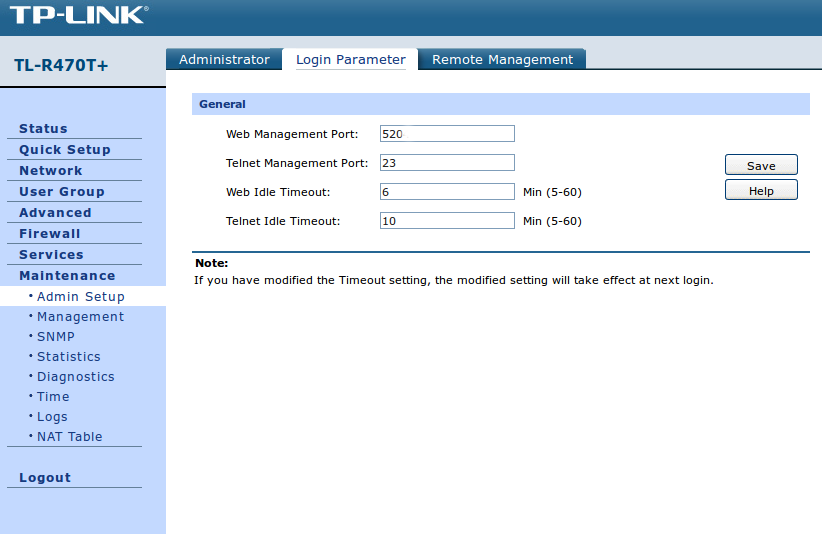 TP-LINK®
TL-R470T+
Administrator Login Parameter Remote Management
General
Web Management Port: 520
Telnet Management Port: 23
Web Idle Timeout: 6 Min (5-60)
Telnet Idle Timeout: 10 Min (5-60)
Save
Help
Note:
If you have modified the Timeout setting, the modified setting will take effect at next login.
Status
Quick Setup
Network
User Group
Advanced
Firewall
Services
Maintenance
• Admin Setup
• Management
• SNMP
• Statistics
• Diagnostics
• Time
• Logs
• NAT Table
Logout